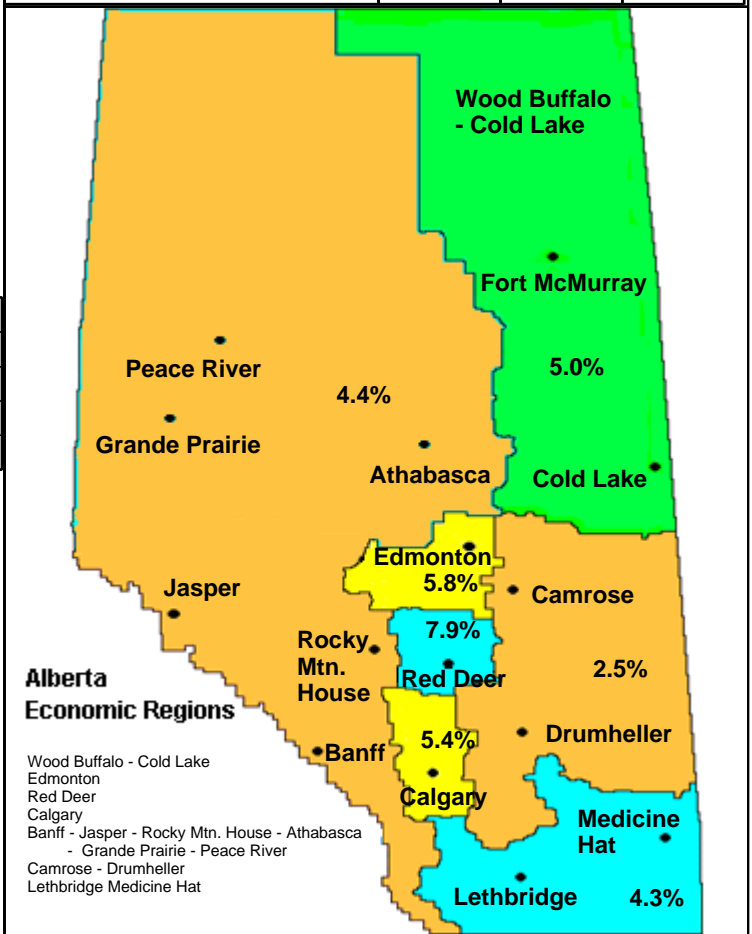 Wood Buffalo
- Cold Lake
Fort McMurray
5.0%
Peace River
4.4%
Grande Prairie
Athabasca
Cold Lake
Edmonton
5.8%
Jasper
Camrose
7.9%
Rocky
Mtn.
House
Red Deer
2.5%
Alberta
Economic Regions
5.4%
Drumheller
Banff
Calgary
Wood Buffalo - Cold Lake
Edmonton
Red Deer
Calgary
Banff - Jasper - Rocky Mtn. House - Athabasca
- Grande Prairie - Peace River
Camrose - Drumheller
Lethbridge Medicine Hat
Medicine
Hat
Lethbridge
4.3%